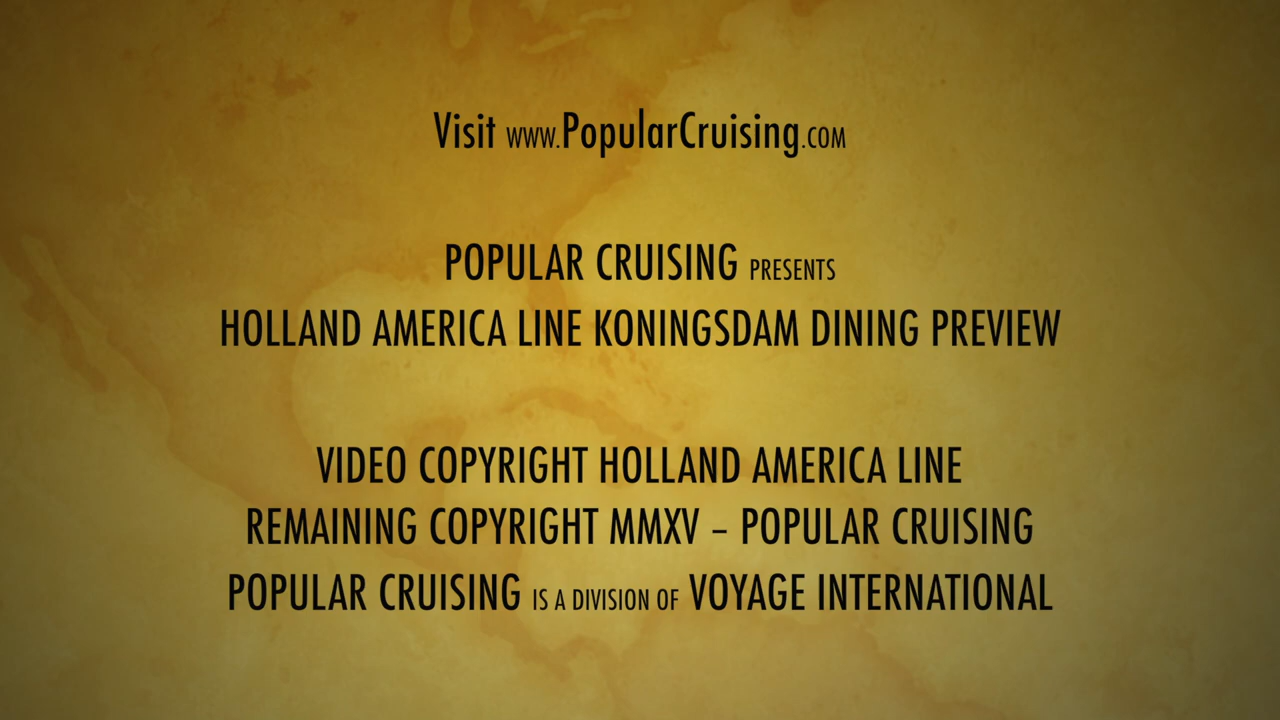 Visit www.PopularCruising.com
POPULAR CRUISING PRESENTS
HOLLAND AMERICA LINE KONINGSDAM DINING PREVIEW
VIDEO COPYRIGHT HOLLAND AMERICA LINE
REMAINING COPYRIGHT MMXV – POPULAR CRUISING
POPULAR CRUISING IS A DIVISION OF VOYAGE INTERNATIONAL